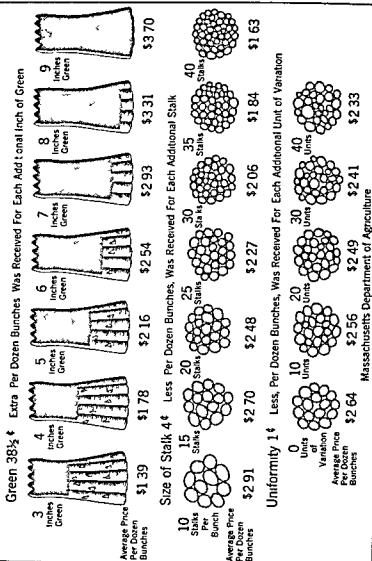 Green 38½ ¢ Extra Per Dozen Bunches Was Received For Each Additional Inch of Green
3 Inches Green
4 Inches Green
5 Inches Green
6 Inches Green
7 Inches Green
8 Inches Green
9 Inches Green
Average Price Per Dozen Bunches
$1 39
$1 78
$2 16
$2 54
$2 93
$3 31
$3 70
Size of Stalk 4¢ Less, Per Dozen Bunches, Was Received For Each Additional Stalk
10 Stalks Per Bunch
15 Stalks
20 Stalks
25 Stalks
30 Stalks
35 Stalks
40 Stalks
Average Price Per Dozen Bunches
$2 91
$2 70
$2 48
$2 27
$2 06
$1 84
$1 63
Uniformity 1¢ Less, Per Dozen Bunches, Was Received For Each Additional Unit of Variation
0 Units of Variation
10 Units
20 Units
30 Units
40 Units
Average Price Per Dozen Bunches
$2 64
$2 56
$2 49
$2 41
$2 33
Massachusetts Department of Agriculture